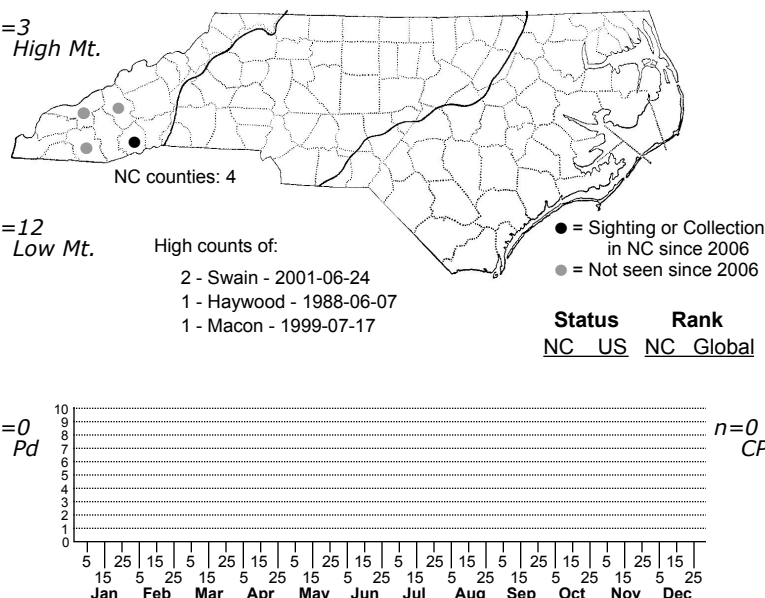 =3
High Mt.
NC counties: 4
=12
Low Mt.
High counts of:
2 - Swain - 2001-06-24
1 - Haywood - 1988-06-07
1 - Macon - 1999-07-17
● = Sighting or Collection
in NC since 2006
● = Not seen since 2006
Status Rank
NC US NC Global
=0
Pd
n=0
CP
10
9
8
7
6
5
4
3
2
1
0
5 25 15 5 25 15 5 25 15 5 25 15 5 25 15 5 25 15
15 5 25 15 5 25 15 5 25 15 5 25 15 5 25 15 5 25
Jan Feb Mar Apr May Jun Jul Aug Sep Oct Nov Dec